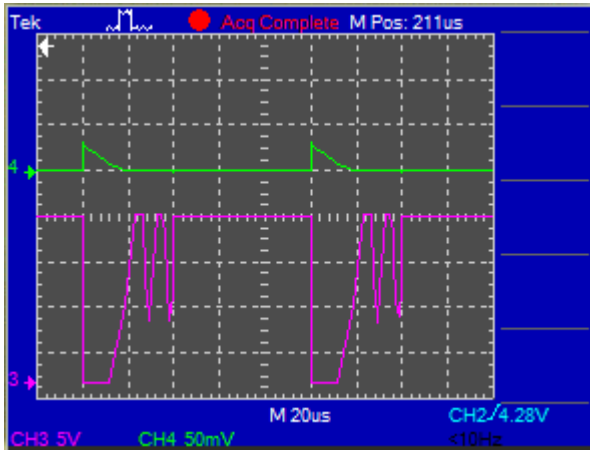 Tek Acq Complete M Pos: 211us
4
3
M 20us CH2/4.28V
CH3 5V CH4 50mV <10Hz